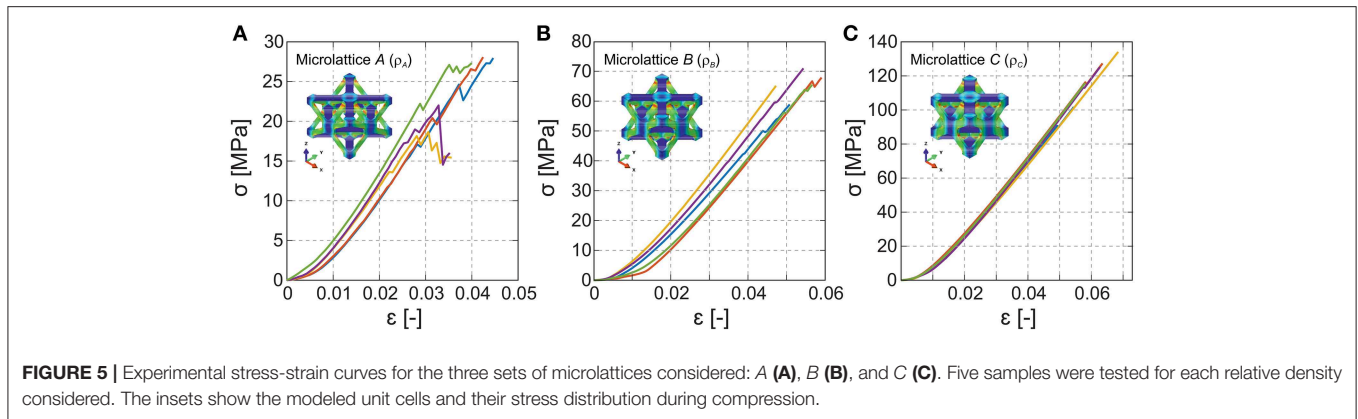 A
B
C
Microlattice A (ρA)
Microlattice B (ρB)
Microlattice C (ρC)
30
25
20
15
10
5
0
σ [MPa]
0 0.01 0.02 0.03 0.04 0.05
ε [-]
80
70
60
50
40
30
20
10
0
σ [MPa]
0 0.02 0.04 0.06
ε [-]
140
120
100
80
60
40
20
0
σ [MPa]
0.02 0.04 0.06
ε [-]
z
Y
X
z
Y
X
z
Y
X
FIGURE 5 | Experimental stress-strain curves for the three sets of microlattices considered: A (A), B (B), and C (C). Five samples were tested for each relative density
considered. The insets show the modeled unit cells and their stress distribution during compression.